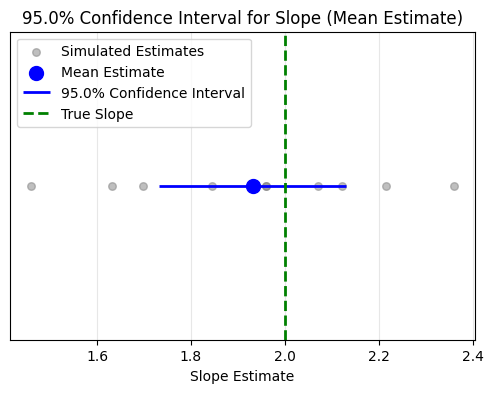 95.0% Confidence Interval for Slope (Mean Estimate)
Simulated Estimates
Mean Estimate
95.0% Confidence Interval
True Slope
1.6 1.8 2.0 2.2 2.4
Slope Estimate